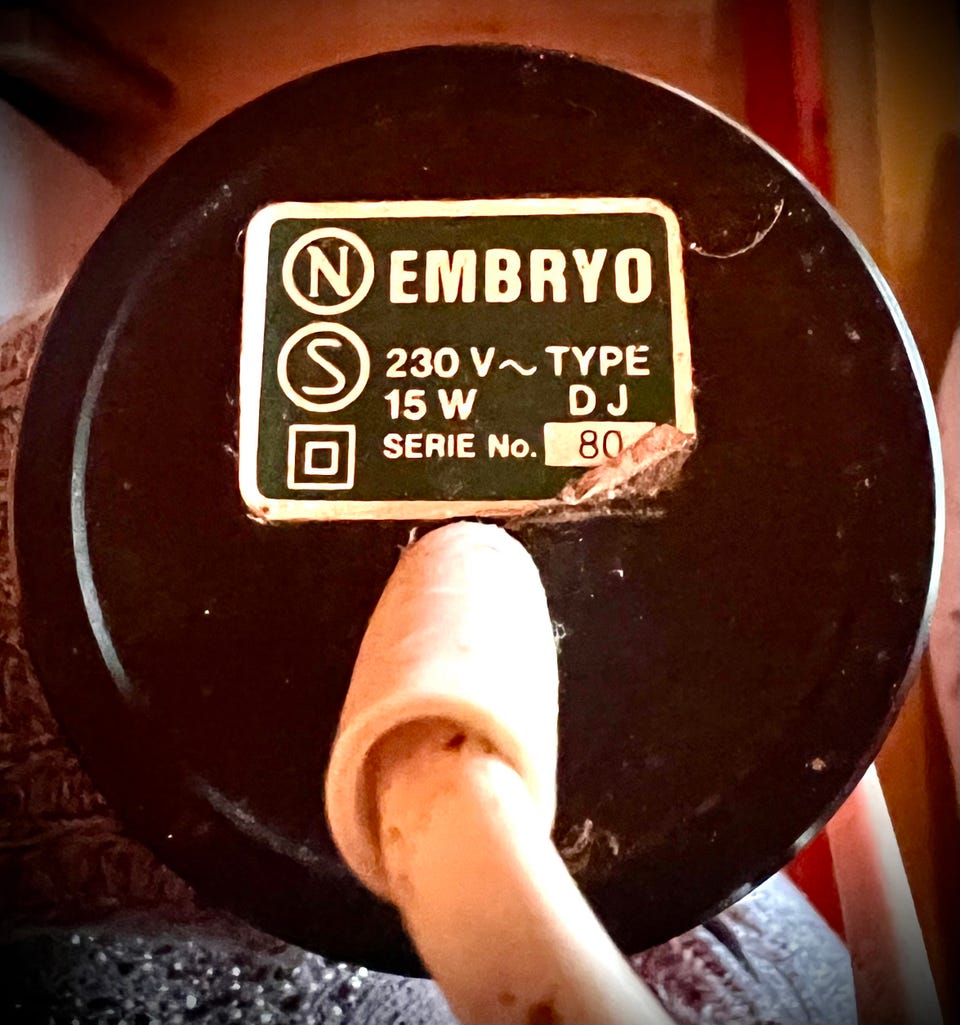 N EMBRYO
S 230 V~ TYPE
15 W DJ
SERIE No. 80